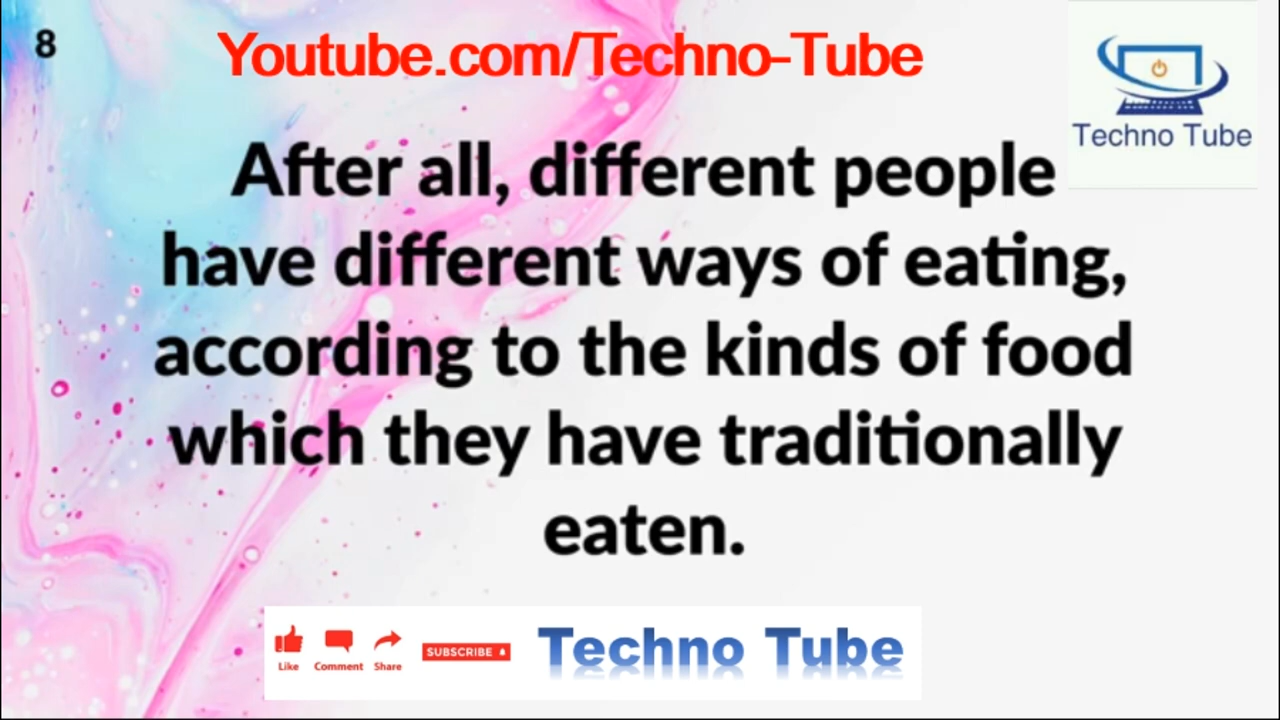 8
Youtube.com/Techno-Tube
Techno Tube
After all, different people
have different ways of eating,
according to the kinds of food
which they have traditionally
eaten.
Like Comment Share
SUBSCRIBE
Techno Tube